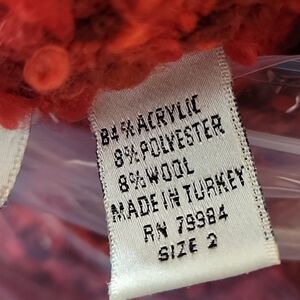 84% ACRYLIC
8% POLYESTER
8% WOOL
MADE IN TURKEY
RN 79984
SIZE 2